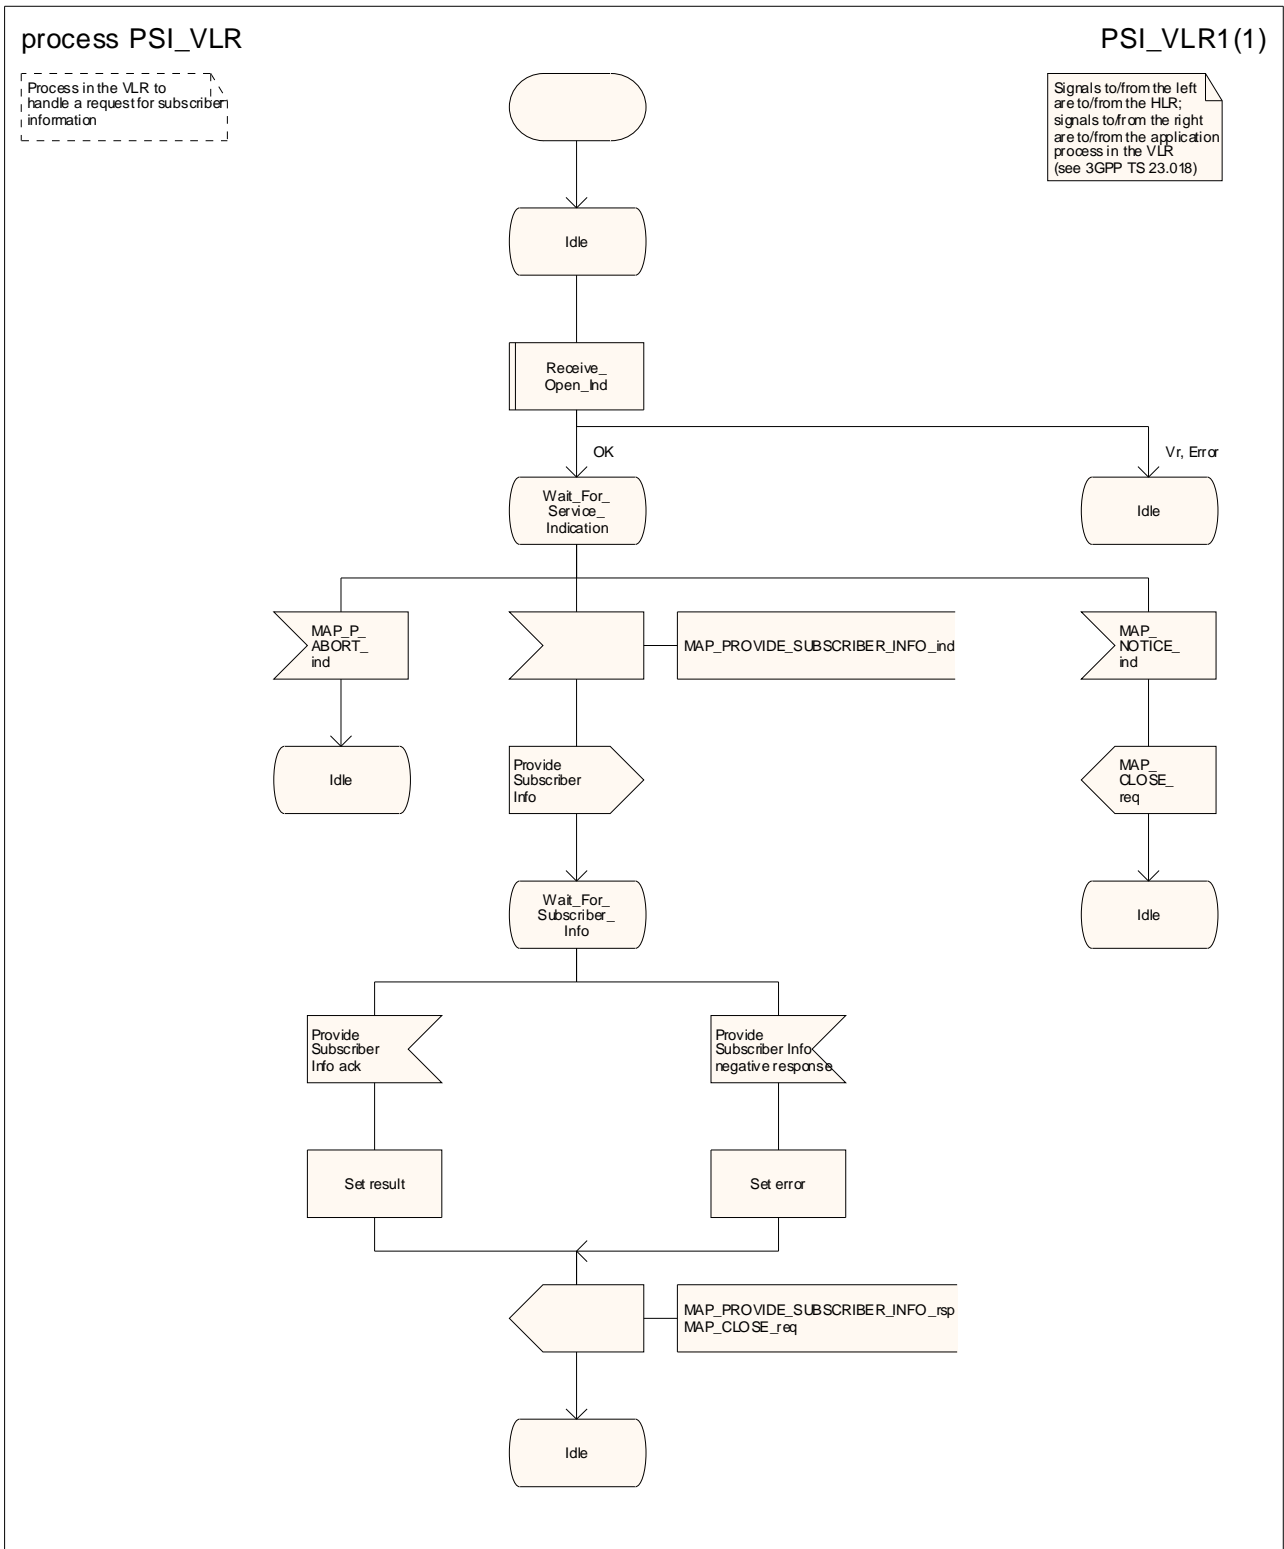 process PSI_VLR
PSI_VLR1(1)
Process in the VLR to
handle a request for subscriber
information
Signals to/from the left
are to/from the HLR;
signals to/from the right
are to/from the application
process in the VLR
(see 3GPP TS 23.018)
Idle
Receive_
Open_Ind
OK
Vr, Error
Wait_For_
Service_
Indication
Idle
MAP_P_
ABORT_
ind
MAP_PROVIDE_SUBSCRIBER_INFO_ind
MAP_
NOTICE_
ind
Idle
Provide
Subscriber
Info
MAP_
CLOSE_
req
Wait_For_
Subscriber_
Info
Idle
Provide
Subscriber
Info ack
Provide
Subscriber Info
negative response
Set result
Set error
MAP_PROVIDE_SUBSCRIBER_INFO_rsp
MAP_CLOSE_req
Idle